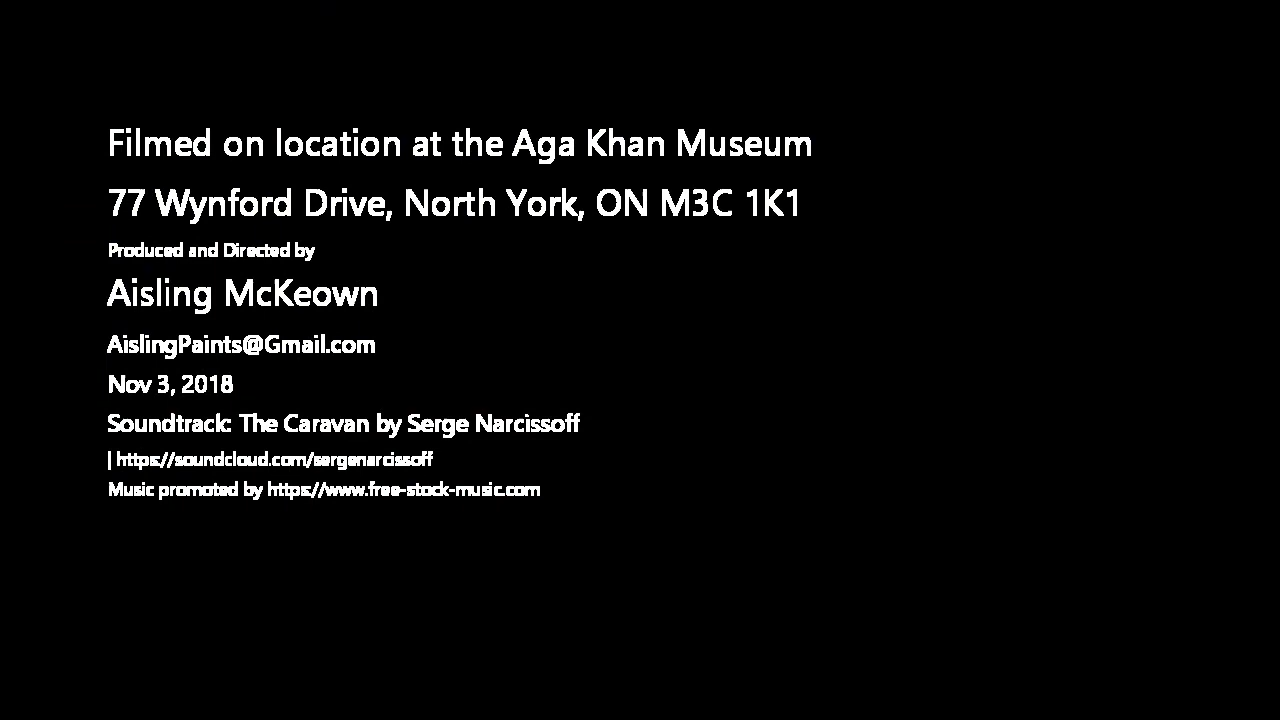 Filmed on location at the Aga Khan Museum
77 Wynford Drive, North York, ON M3C 1K1
Produced and Directed by
Aisling McKeown
AislingPaints@Gmail.com
Nov 3, 2018
Soundtrack: The Caravan by Serge Narcissoff
| https://soundcloud.com/sergenarcissoff
Music promoted by https://www.free-stock-music.com